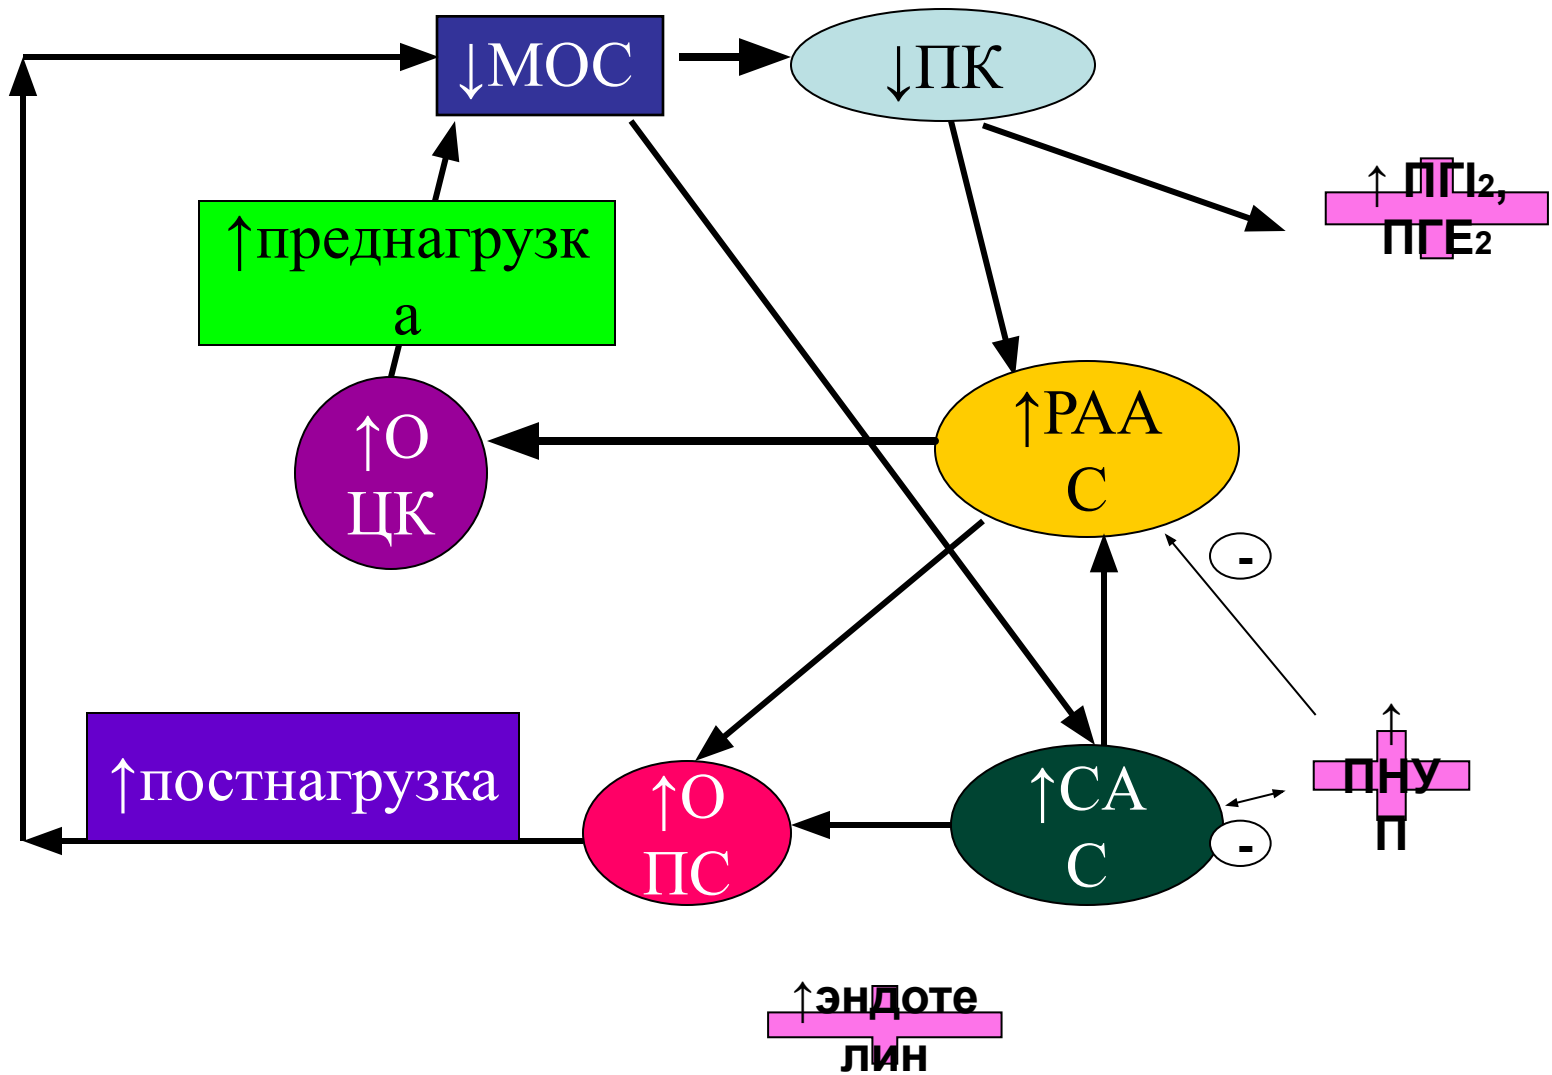 ↓МОС
↓ПК
↑ ПГI2,
ПГЕ2
↑преднагрузк
а
↑РАА
С
↑О
ЦК
-
↑
ПНУ
П
↑постнагрузка
↑О
ПС
↑СА
С
-
↑эндоте
лин